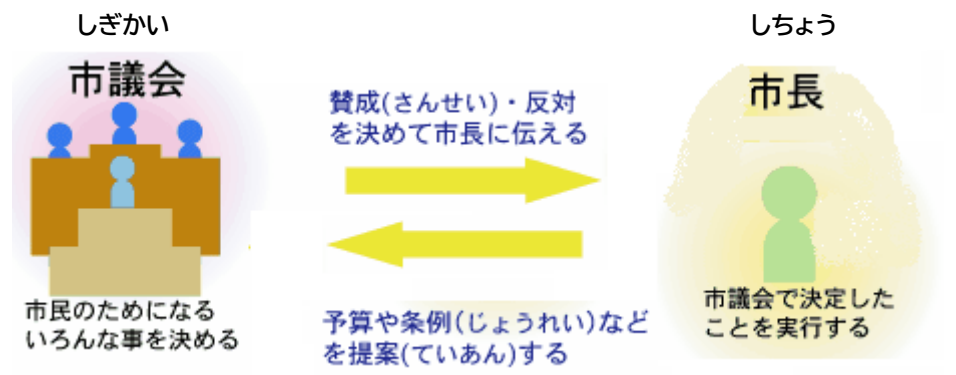 しぎかい
市議会
市民のためになる
いろんな事を決める
賛成(さんせい)・反対
を決めて市長に伝える
予算や条例(じょうれい)など
を提案(ていあん)する
しちょう
市長
市議会で決定した
ことを実行する